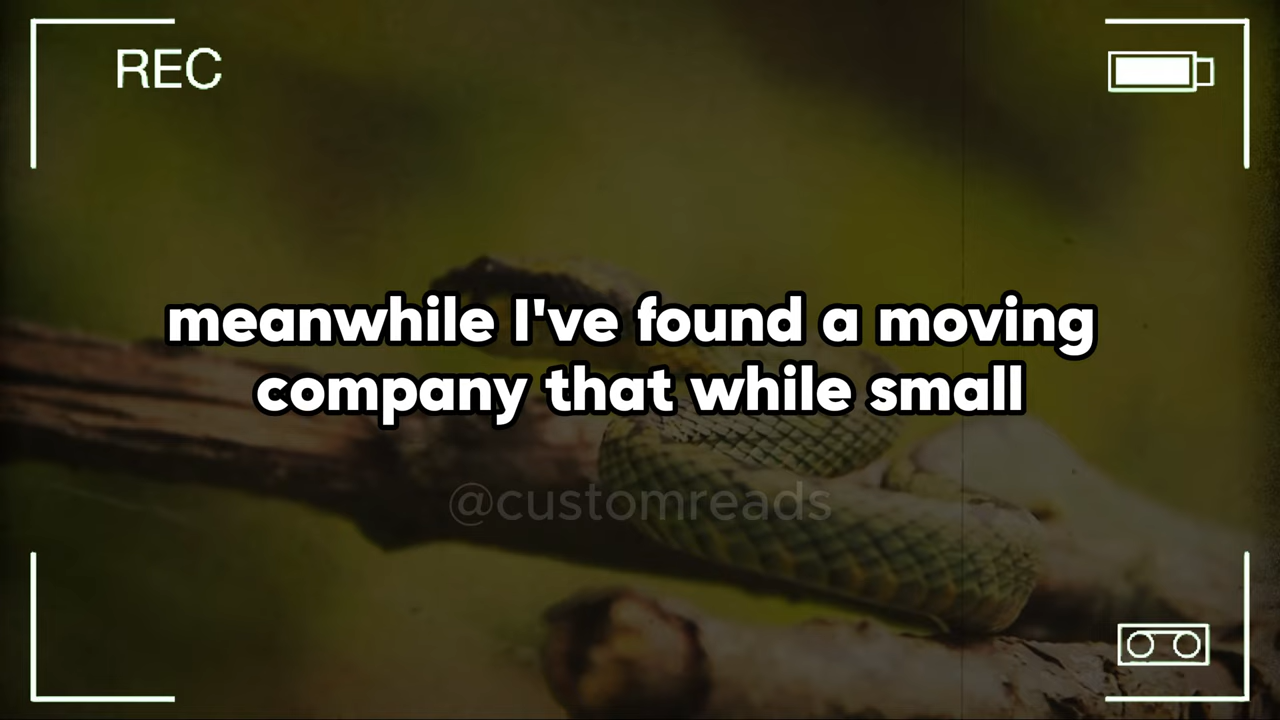 REC
meanwhile I've found a moving
company that while small
@customreads